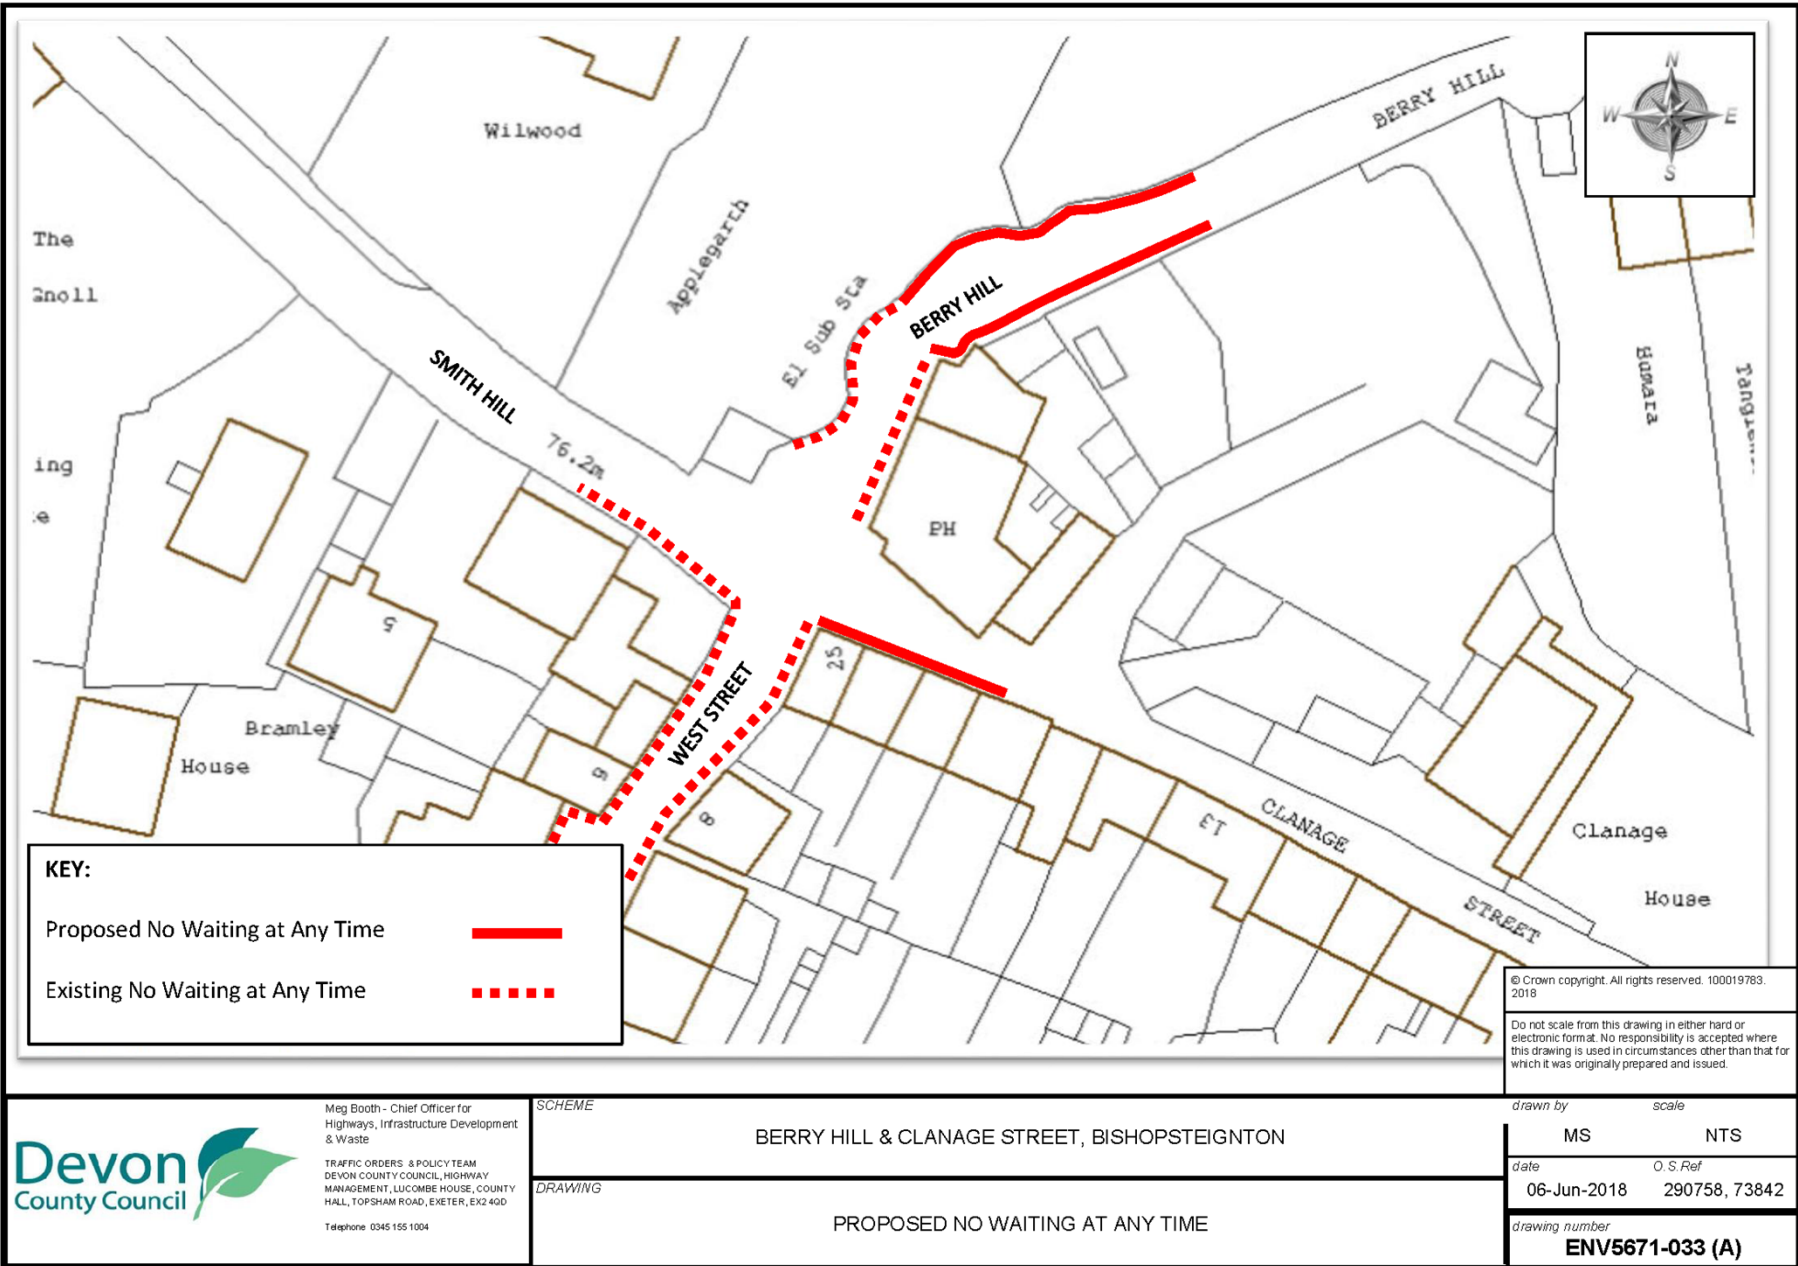 N
W
E
S
BERRY HILL
Wilwood
Applegarth
The
El Sub Sta
BERRY HILL
SMITH HILL
76.2m
ing
PH
Humara
5
25
WEST STREET
Bramley
House
9
8
13
CLANAGE
STREET
Clanage
House
KEY:
Proposed No Waiting at Any Time
Existing No Waiting at Any Time
© Crown copyright. All rights reserved. 100019783.
2018
Do not scale from this drawing in either hard or
electronic format. No responsibility is accepted where
this drawing is used in circumstances other than that for
which it was originally prepared and issued.
Devon
County Council
Meg Booth - Chief Officer for
Highways, Infrastructure Development
& Waste
TRAFFIC ORDERS & POLICY TEAM
DEVON COUNTY COUNCIL, HIGHWAY
MANAGEMENT, LUCOMBE HOUSE, COUNTY
HALL, TOPSHAM ROAD, EXETER, EX2 4QD
Telephone 0345 155 1004
SCHEME
BERRY HILL & CLANAGE STREET, BISHOPSTEIGNTON
DRAWING
PROPOSED NO WAITING AT ANY TIME
drawn by scale
MS NTS
date O.S.Ref
06-Jun-2018 290758, 73842
drawing number
ENV5671-033 (A)